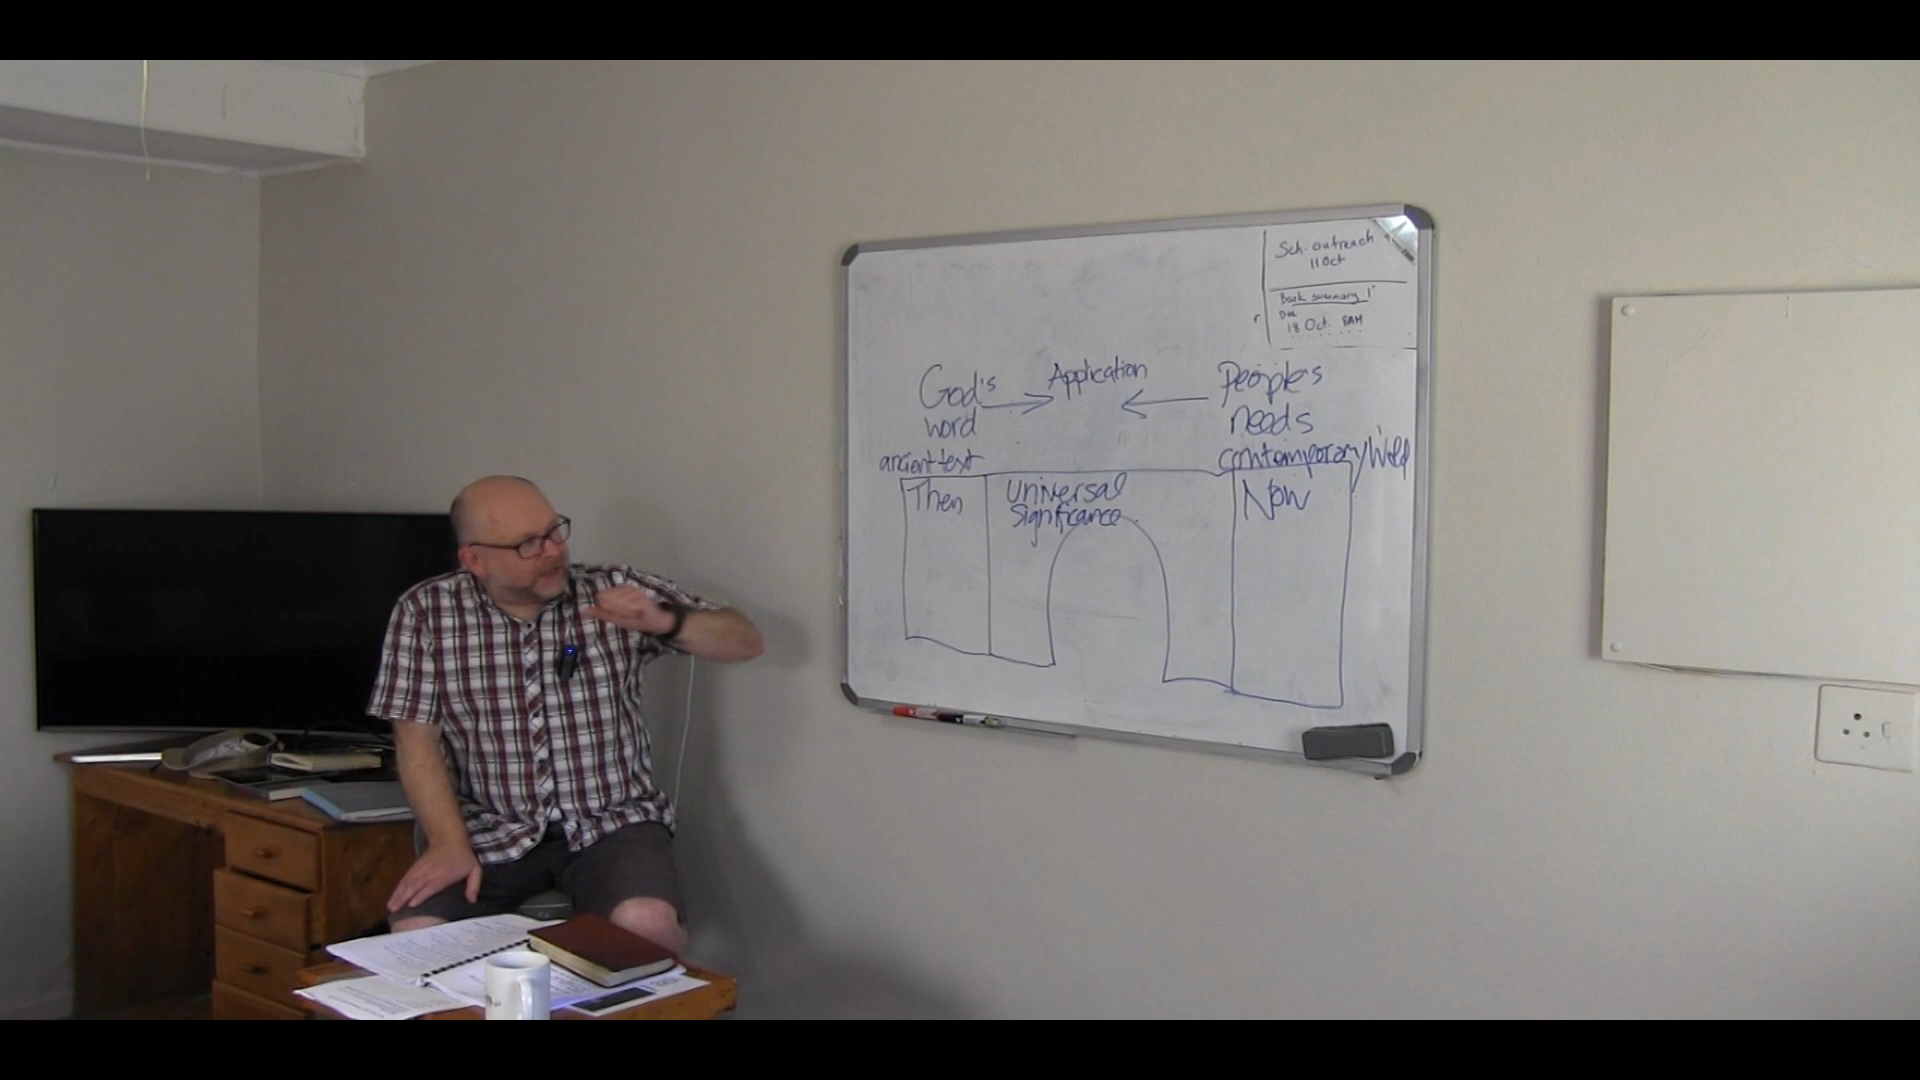 Sch. outreach
11 Oct
Book summary 1
Due
18 Oct. 8AM
God's
word
Application
People's
needs
ancient text
contemporary World
Then
Universal
Significance
Now